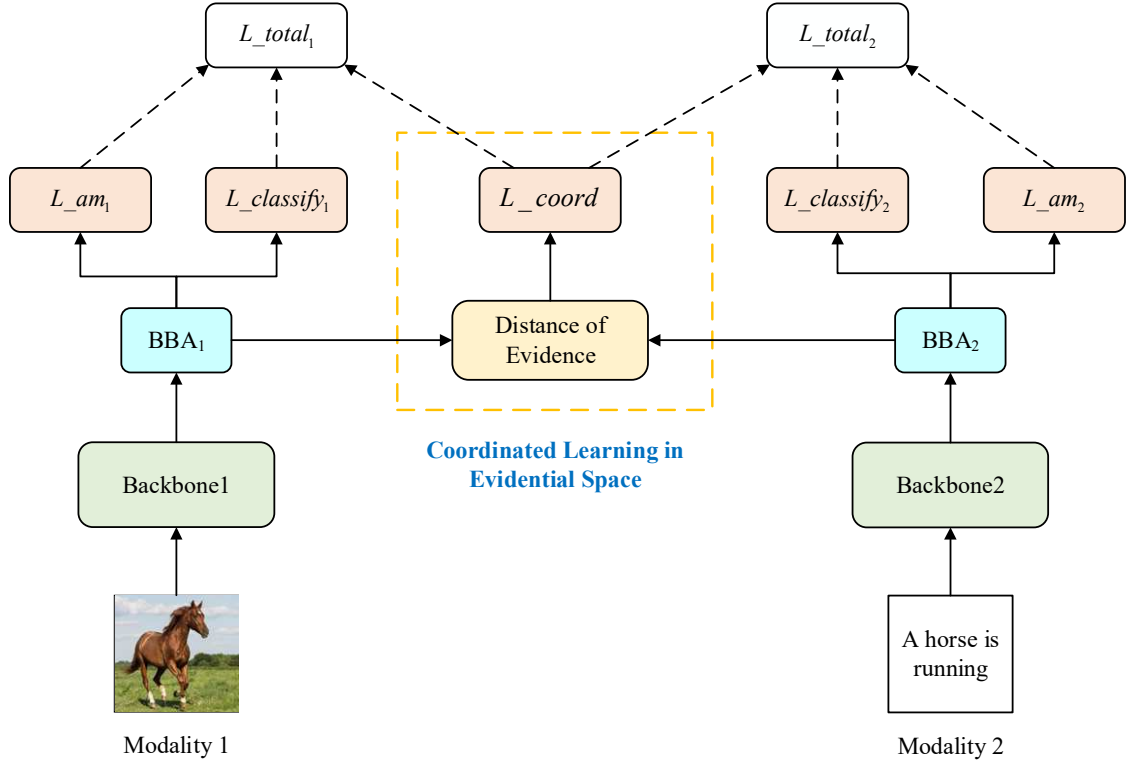 L_total₁
L_total₂
L_am₁
L_classify₁
L_coord
L_classify₂
L_am₂
BBA₁
Distance of
Evidence
BBA₂
Coordinated Learning in
Evidential Space
Backbone1
Backbone2
A horse is
running
Modality 1
Modality 2